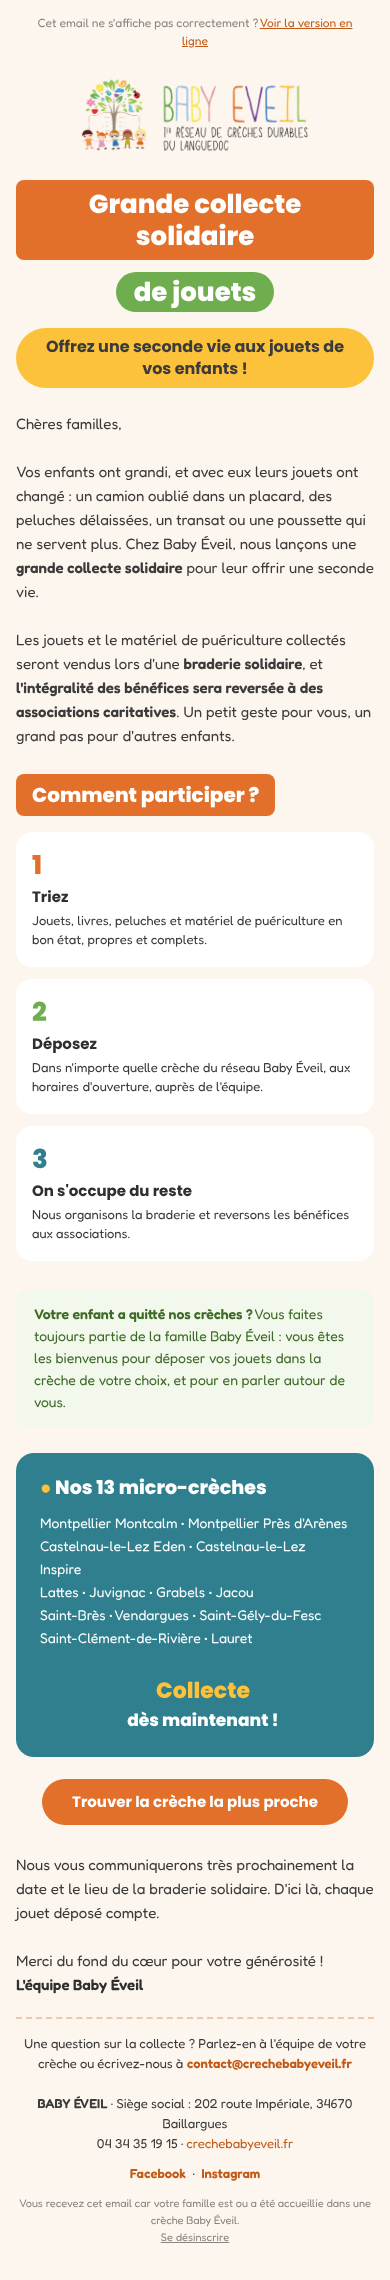 Cet email ne s'affiche pas correctement ? Voir la version en
ligne
BABY EVEIL
1er RÉSEAU DE CRÈCHES DURABLES
DU LANGUEDOC
Grande collecte
solidaire
de jouets
Offrez une seconde vie aux jouets de
vos enfants !
Chères familles,
Vos enfants ont grandi, et avec eux leurs jouets ont
changé : un camion oublié dans un placard, des
peluches délaissées, un transat ou une poussette qui
ne servent plus. Chez Baby Éveil, nous lançons une
grande collecte solidaire pour leur offrir une seconde
vie.
Les jouets et le matériel de puériculture collectés
seront vendus lors d'une braderie solidaire, et
l'intégralité des bénéfices sera reversée à des
associations caritatives. Un petit geste pour vous, un
grand pas pour d'autres enfants.
Comment participer ?
1
Triez
Jouets, livres, peluches et matériel de puériculture en
bon état, propres et complets.
2
Déposez
Dans n'importe quelle crèche du réseau Baby Éveil, aux
horaires d'ouverture, auprès de l'équipe.
3
On s'occupe du reste
Nous organisons la braderie et reversons les bénéfices
aux associations.
Votre enfant a quitté nos crèches ? Vous faites
toujours partie de la famille Baby Éveil : vous êtes
les bienvenus pour déposer vos jouets dans la
crèche de votre choix, et pour en parler autour de
vous.
● Nos 13 micro-crèches
Montpellier Montcalm · Montpellier Près d'Arènes
Castelnau-le-Lez Eden · Castelnau-le-Lez
Inspire
Lattes · Juvignac · Grabels · Jacou
Saint-Brès · Vendargues · Saint-Gély-du-Fesc
Saint-Clément-de-Rivière · Lauret
Collecte
dès maintenant !
Trouver la crèche la plus proche
Nous vous communiquerons très prochainement la
date et le lieu de la braderie solidaire. D'ici là, chaque
jouet déposé compte.
Merci du fond du cœur pour votre générosité !
L'équipe Baby Éveil
Une question sur la collecte ? Parlez-en à l'équipe de votre
crèche ou écrivez-nous à contact@crechebabyeveil.fr
BABY ÉVEIL · Siège social : 202 route Impériale, 34670
Baillargues
04 34 35 19 15 · crechebabyeveil.fr
Facebook · Instagram
Vous recevez cet email car votre famille est ou a été accueillie dans une
crèche Baby Éveil.
Se désinscrire